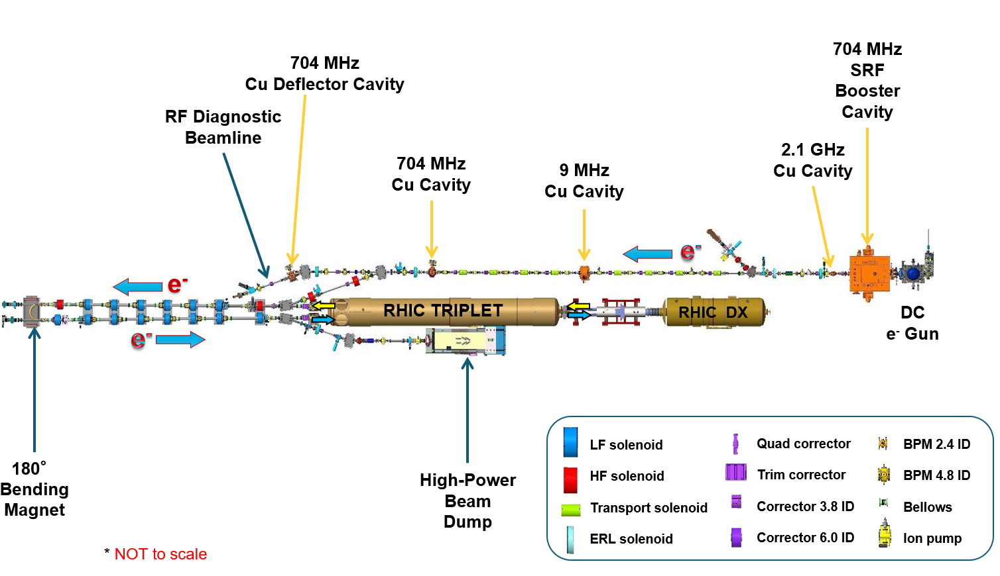 704 MHz
Cu Deflector Cavity
RF Diagnostic
Beamline
704 MHz
Cu Cavity
9 MHz
Cu Cavity
2.1 GHz
Cu Cavity
704 MHz
SRF
Booster
Cavity
e-
e-
e-
RHIC TRIPLET
RHIC DX
DC
e- Gun
180°
Bending
Magnet
High-Power
Beam
Dump
* NOT to scale
LF solenoid
HF solenoid
Transport solenoid
ERL solenoid
Quad corrector
Trim corrector
Corrector 3.8 ID
Corrector 6.0 ID
BPM 2.4 ID
BPM 4.8 ID
Bellows
Ion pump